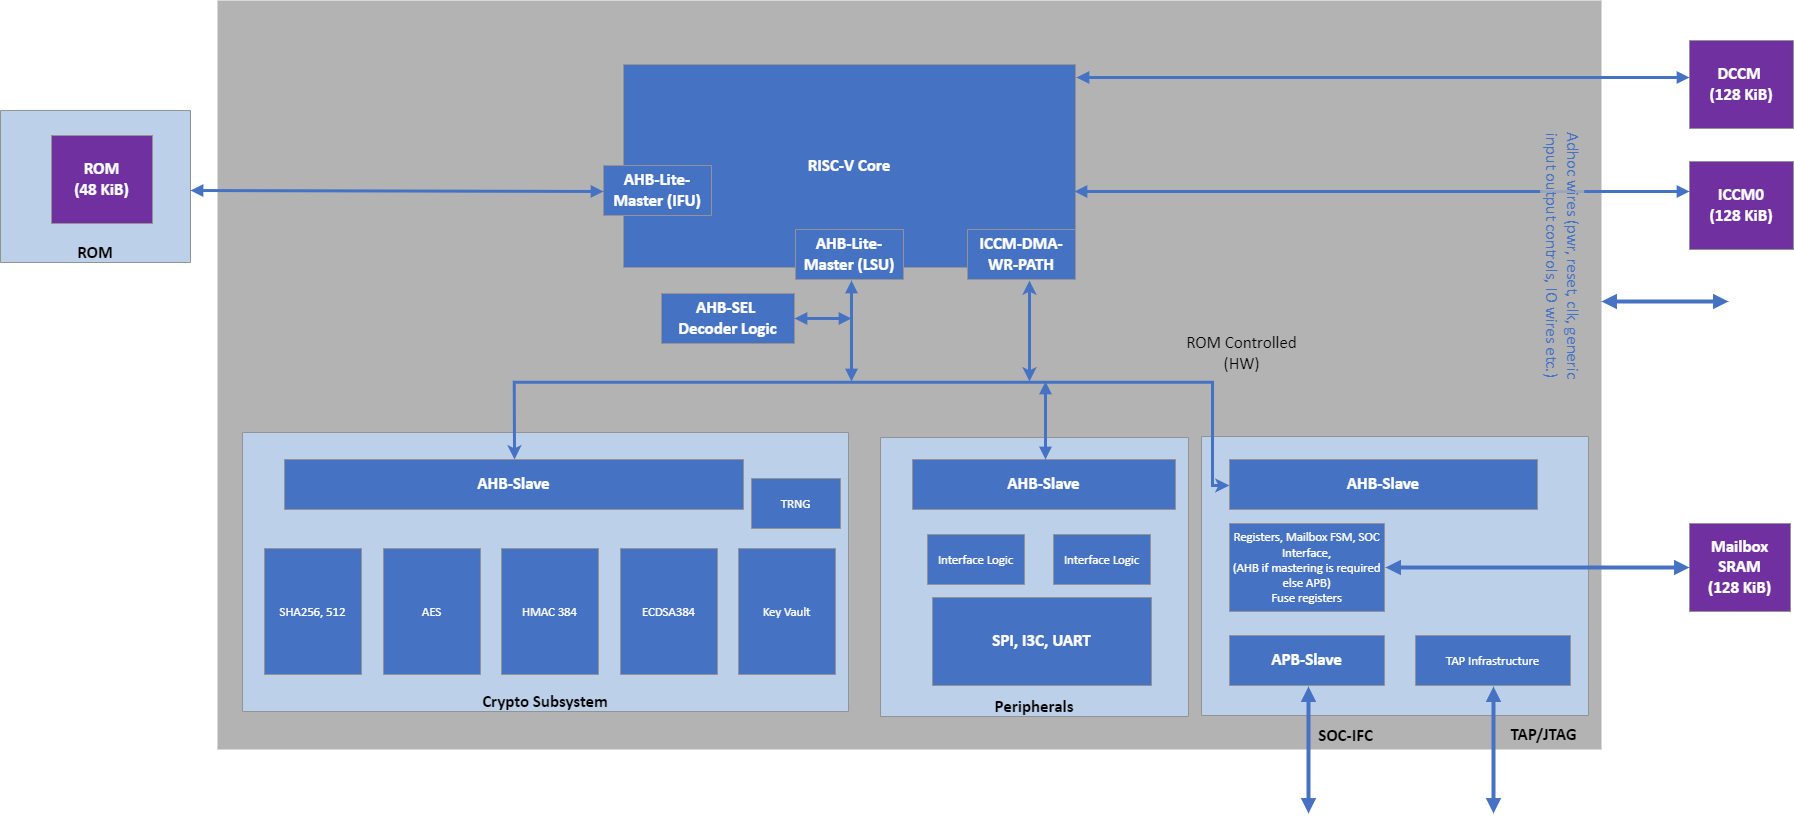 DCCM
(128 KiB)
ROM
(48 KiB)
ROM
RISC-V Core
AHB-Lite-
Master (IFU)
AHB-Lite-
Master (LSU)
ICCM-DMA-
WR-PATH
ICCM0
(128 KiB)
Adhoc wires (pwr, reset, clk, generic
input output controls, IO wires etc.)
AHB-SEL
Decoder Logic
ROM Controlled
(HW)
AHB-Slave
TRNG
SHA256, 512
AES
HMAC 384
ECDSA384
Key Vault
Crypto Subsystem
AHB-Slave
Interface Logic
Interface Logic
SPI, I3C, UART
Peripherals
AHB-Slave
Registers, Mailbox FSM, SOC
Interface,
(AHB if mastering is required
else APB)
Fuse registers
APB-Slave
TAP Infrastructure
SOC-IFC
TAP/JTAG
Mailbox
SRAM
(128 KiB)